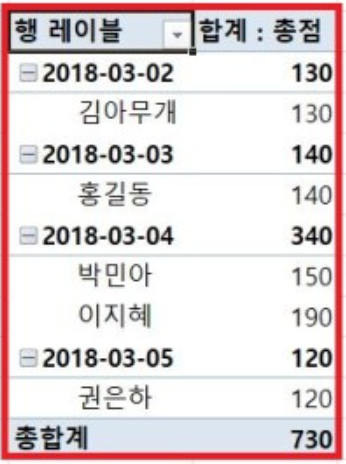 행 레이블 합계 : 총점
2018-03-02 130
김아무개 130
2018-03-03 140
홍길동 140
2018-03-04 340
박민아 150
이지혜 190
2018-03-05 120
권은하 120
총합계 730